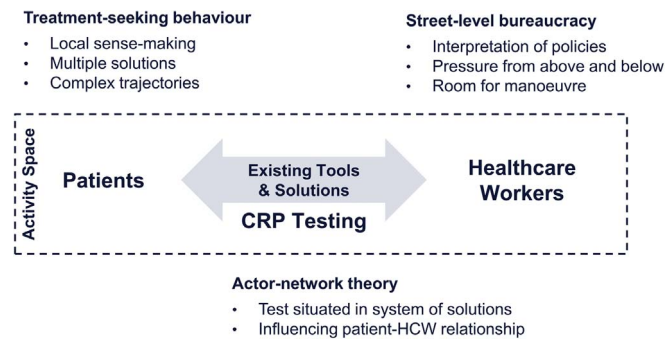 Treatment-seeking behaviour
• Local sense-making
• Multiple solutions
• Complex trajectories
Street-level bureaucracy
• Interpretation of policies
• Pressure from above and below
• Room for manoeuvre
Activity Space
Patients
Existing Tools
& Solutions
CRP Testing
Healthcare
Workers
Actor-network theory
• Test situated in system of solutions
• Influencing patient-HCW relationship